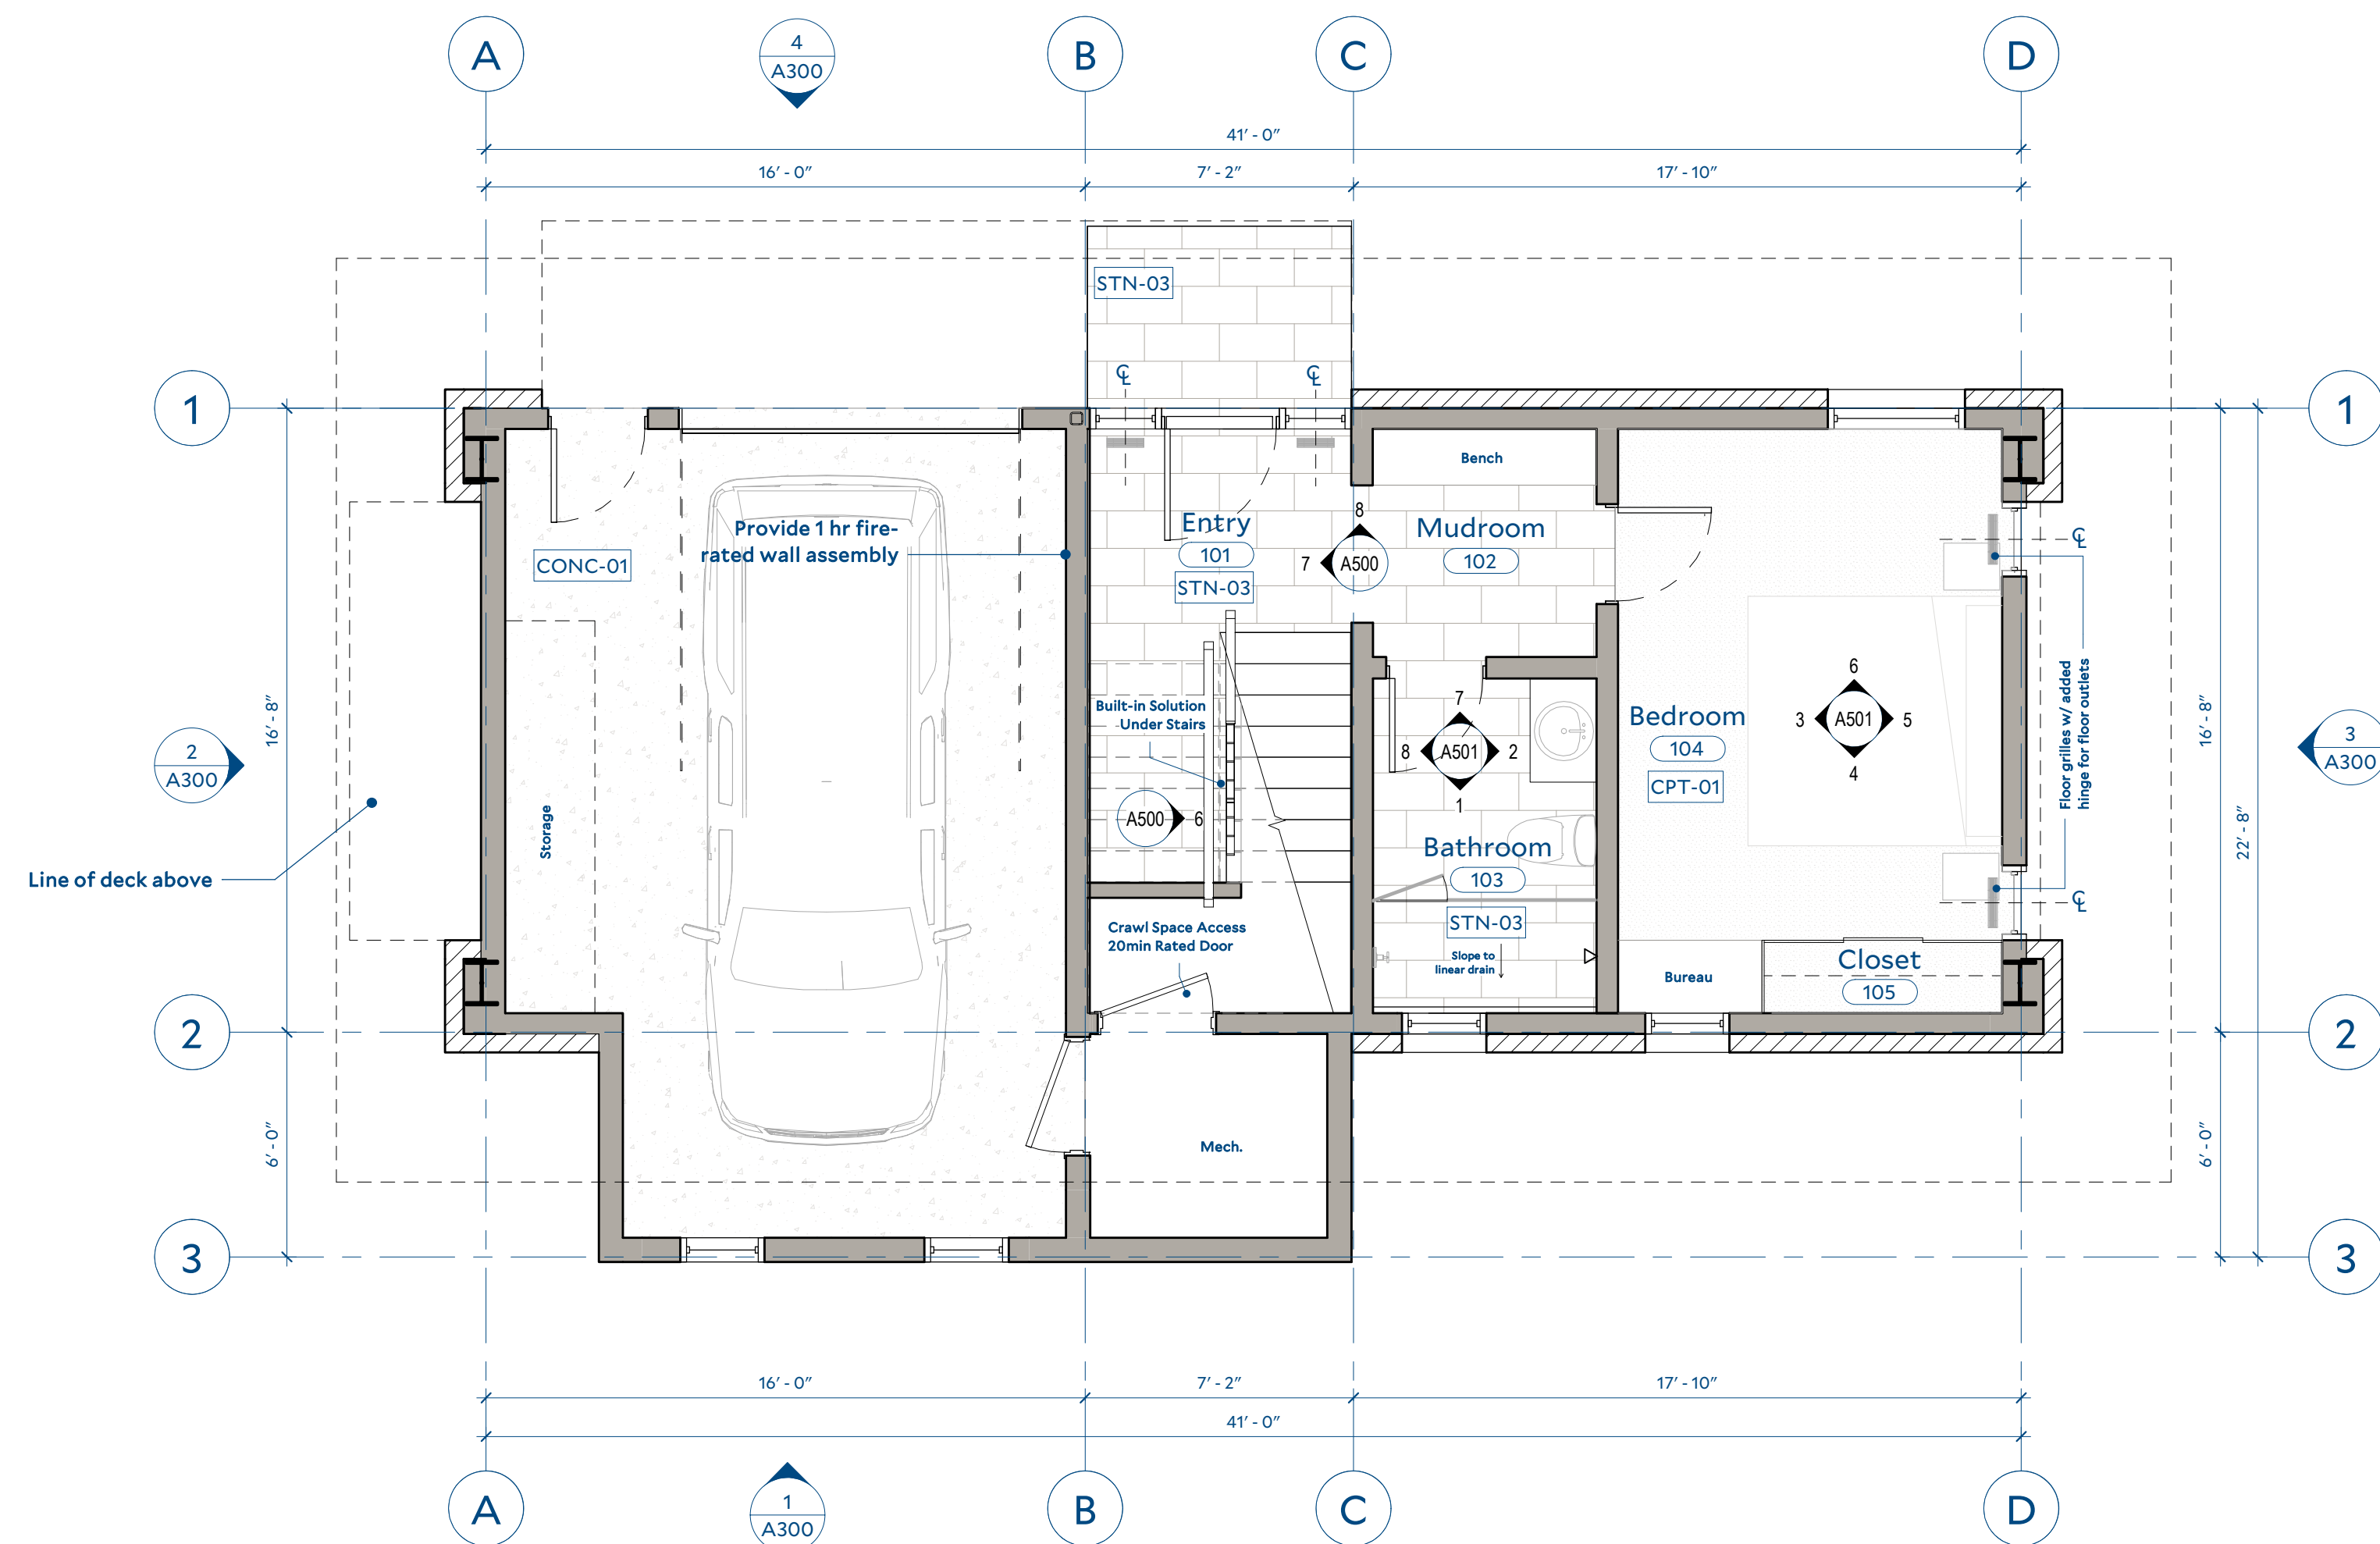 A
4
A300
B
C
D
41' - 0"
16' - 0"
7' - 2"
17' - 10"
STN-03
℄
℄
1
1
Bench
Provide 1 hr fire-
rated wall assembly
CONC-01
Entry
101
STN-03
8
7
A500
Mudroom
102
℄
16' - 8"
Built-in Solution
Under Stairs
7
8
A501
2
1
Bedroom
104
CPT-01
6
3
A501
5
4
Floor grilles w/ added
hinge for floor outlets
16' - 8"
2
A300
3
A300
Storage
A500
6
22' - 8"
Line of deck above
Bathroom
103
STN-03
℄
Crawl Space Access
20min Rated Door
Slope to
linear drain
Bureau
Closet
105
2
2
6' - 0"
Mech.
6' - 0"
3
3
16' - 0"
7' - 2"
17' - 10"
41' - 0"
A
1
A300
B
C
D